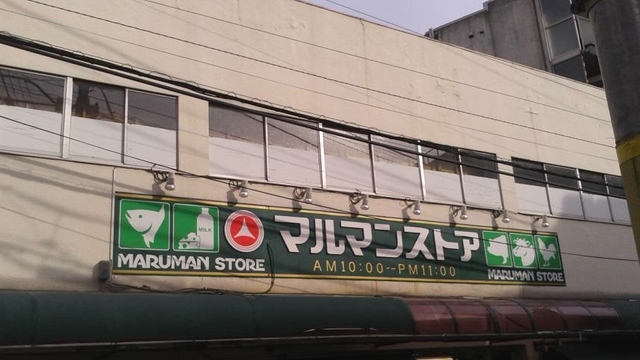 マルマンストア
MILK
MARUMAN STORE
AM10:00~PM11:00
MARUMAN STORE